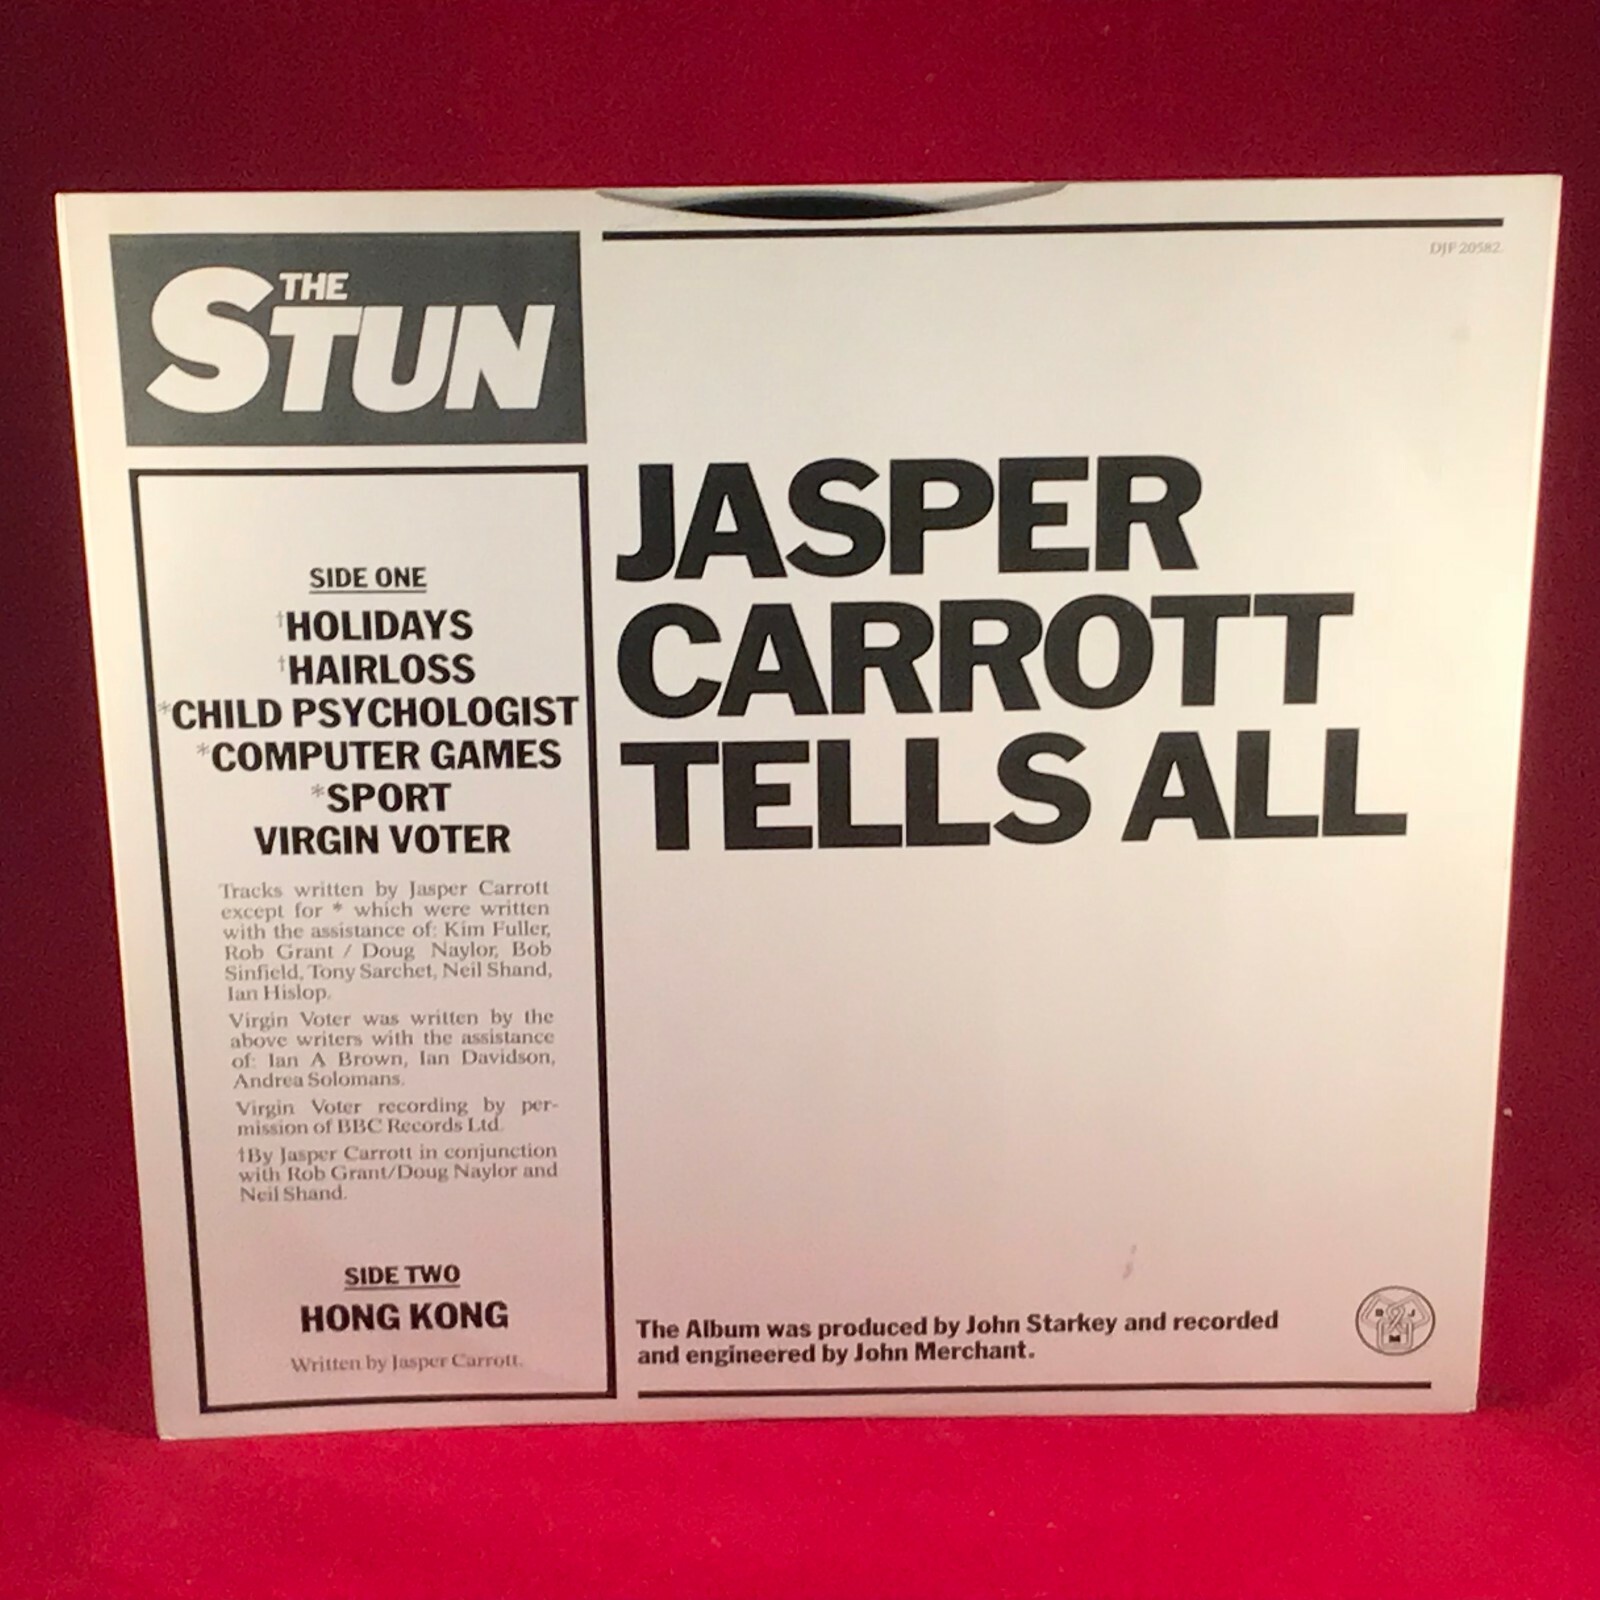 DJF 20582
THE
STUN
SIDE ONE
†HOLIDAYS
†HAIRLOSS
*CHILD PSYCHOLOGIST
*COMPUTER GAMES
*SPORT
VIRGIN VOTER
Tracks written by Jasper Carrott
except for * which were written
with the assistance of: Kim Fuller,
Rob Grant / Doug Naylor, Bob
Sinfield, Tony Sarchet, Neil Shand,
Ian Hislop.
Virgin Voter was written by the
above writers with the assistance
of: Ian A Brown, Ian Davidson,
Andrea Solomans.
Virgin Voter recording by per-
mission of BBC Records Ltd.
†By Jasper Carrott in conjunction
with Rob Grant/Doug Naylor and
Neil Shand.
SIDE TWO
HONG KONG
Written by Jasper Carrott.
JASPER
CARROTT
TELLS ALL
The Album was produced by John Starkey and recorded
and engineered by John Merchant.
D J
M